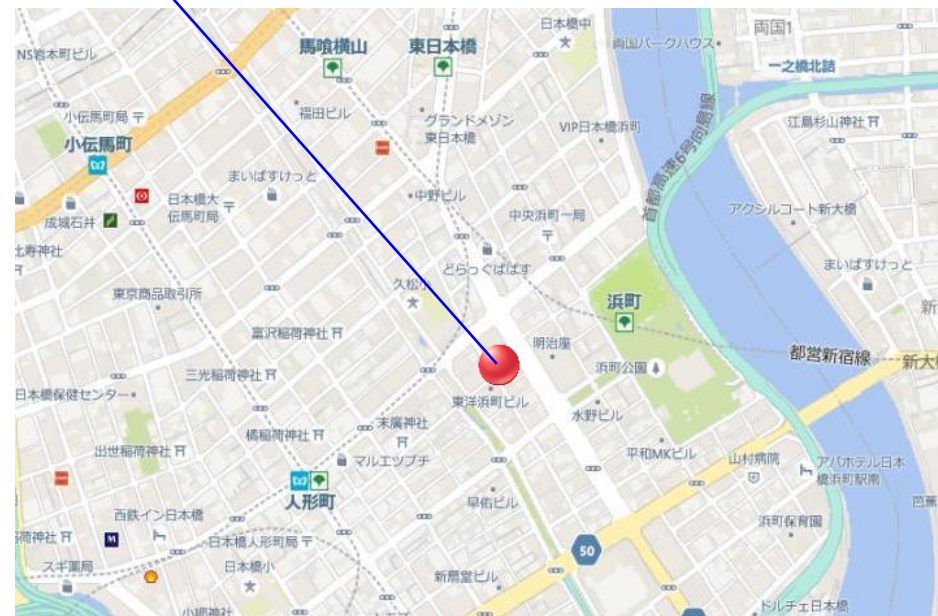 日本橋中
両国1
NS岩本町ビル
馬喰横山
東日本橋
両国パークハウス
一之橋北詰
小伝馬町局
福田ビル
グランドメゾン
東日本橋
VIP日本橋浜町
江島杉山神社
小伝馬町
首都高速6号向島線
まいばすけっと
日本橋大
伝馬町局
中野ビル
中央浜町一局
アクシルコート新大橋
成城石井
どらっぐぱぱす
まいばすけっと
久松小
浜町
東京商品取引所
新
富沢稲荷神社
明治座
都営新宿線
新大橋
三光稲荷神社
浜町公園
日本橋保健センター
東洋浜町ビル
水野ビル
末廣神社
橘稲荷神社
出世稲荷神社
マルエツプチ
平和MKビル
山村病院
アパホテル日本
橋浜町駅南
人形町
早佑ビル
西鉄イン日本橋
浜町保育園
芭蕉
稲荷神社
M
日本橋人形町局
50
スギ薬局
日本橋小
新扇堂ビル
小網神社
ドルチェ日本橋